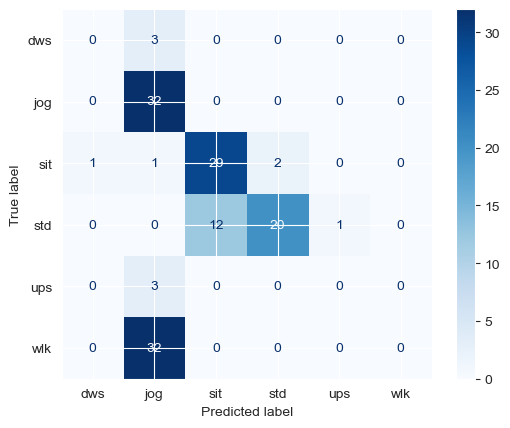 dws 0 3 0 0 0 0
jog 0 32 0 0 0 0
sit 1 1 29 2 0 0
std 0 0 12 20 1 0
ups 0 3 0 0 0 0
wlk 0 32 0 0 0 0
dws jog sit std ups wlk
Predicted label
True label
30
25
20
15
10
5
0